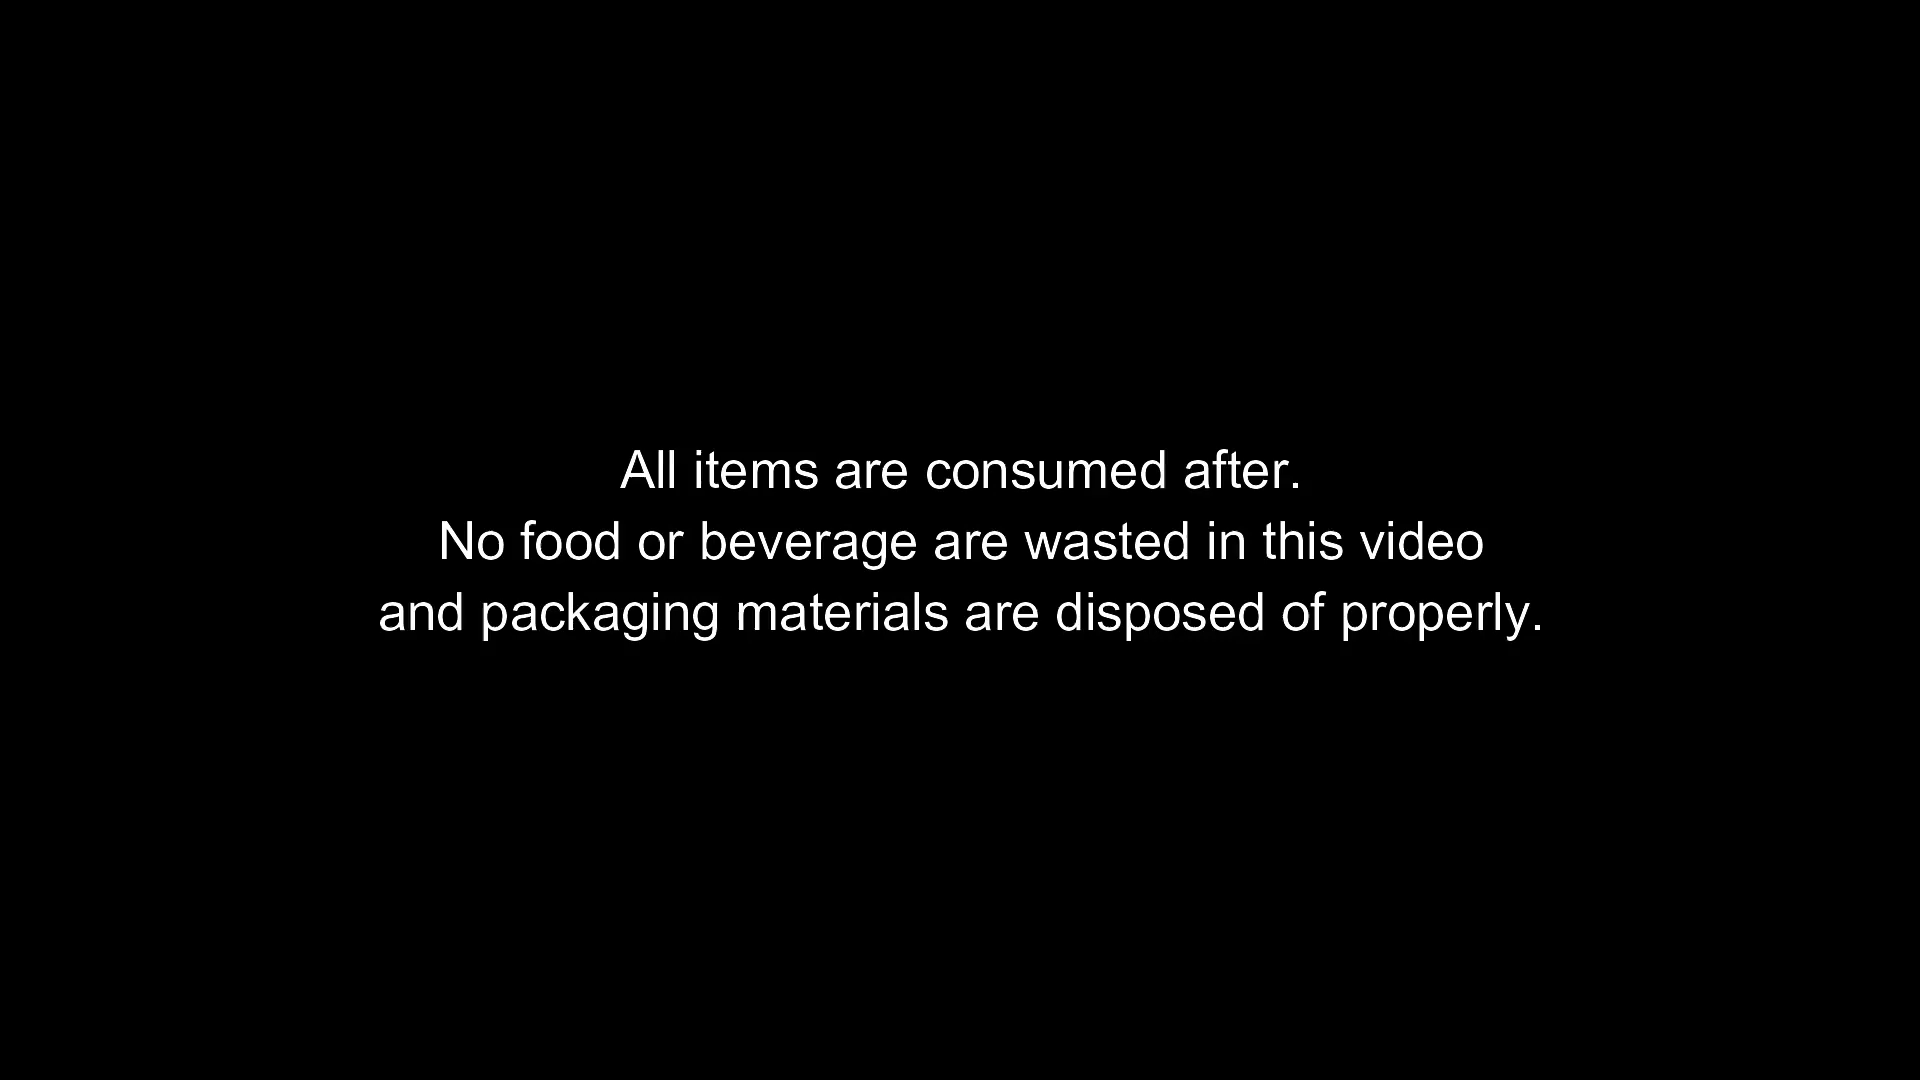 All items are consumed after.
No food or beverage are wasted in this video
and packaging materials are disposed of properly.